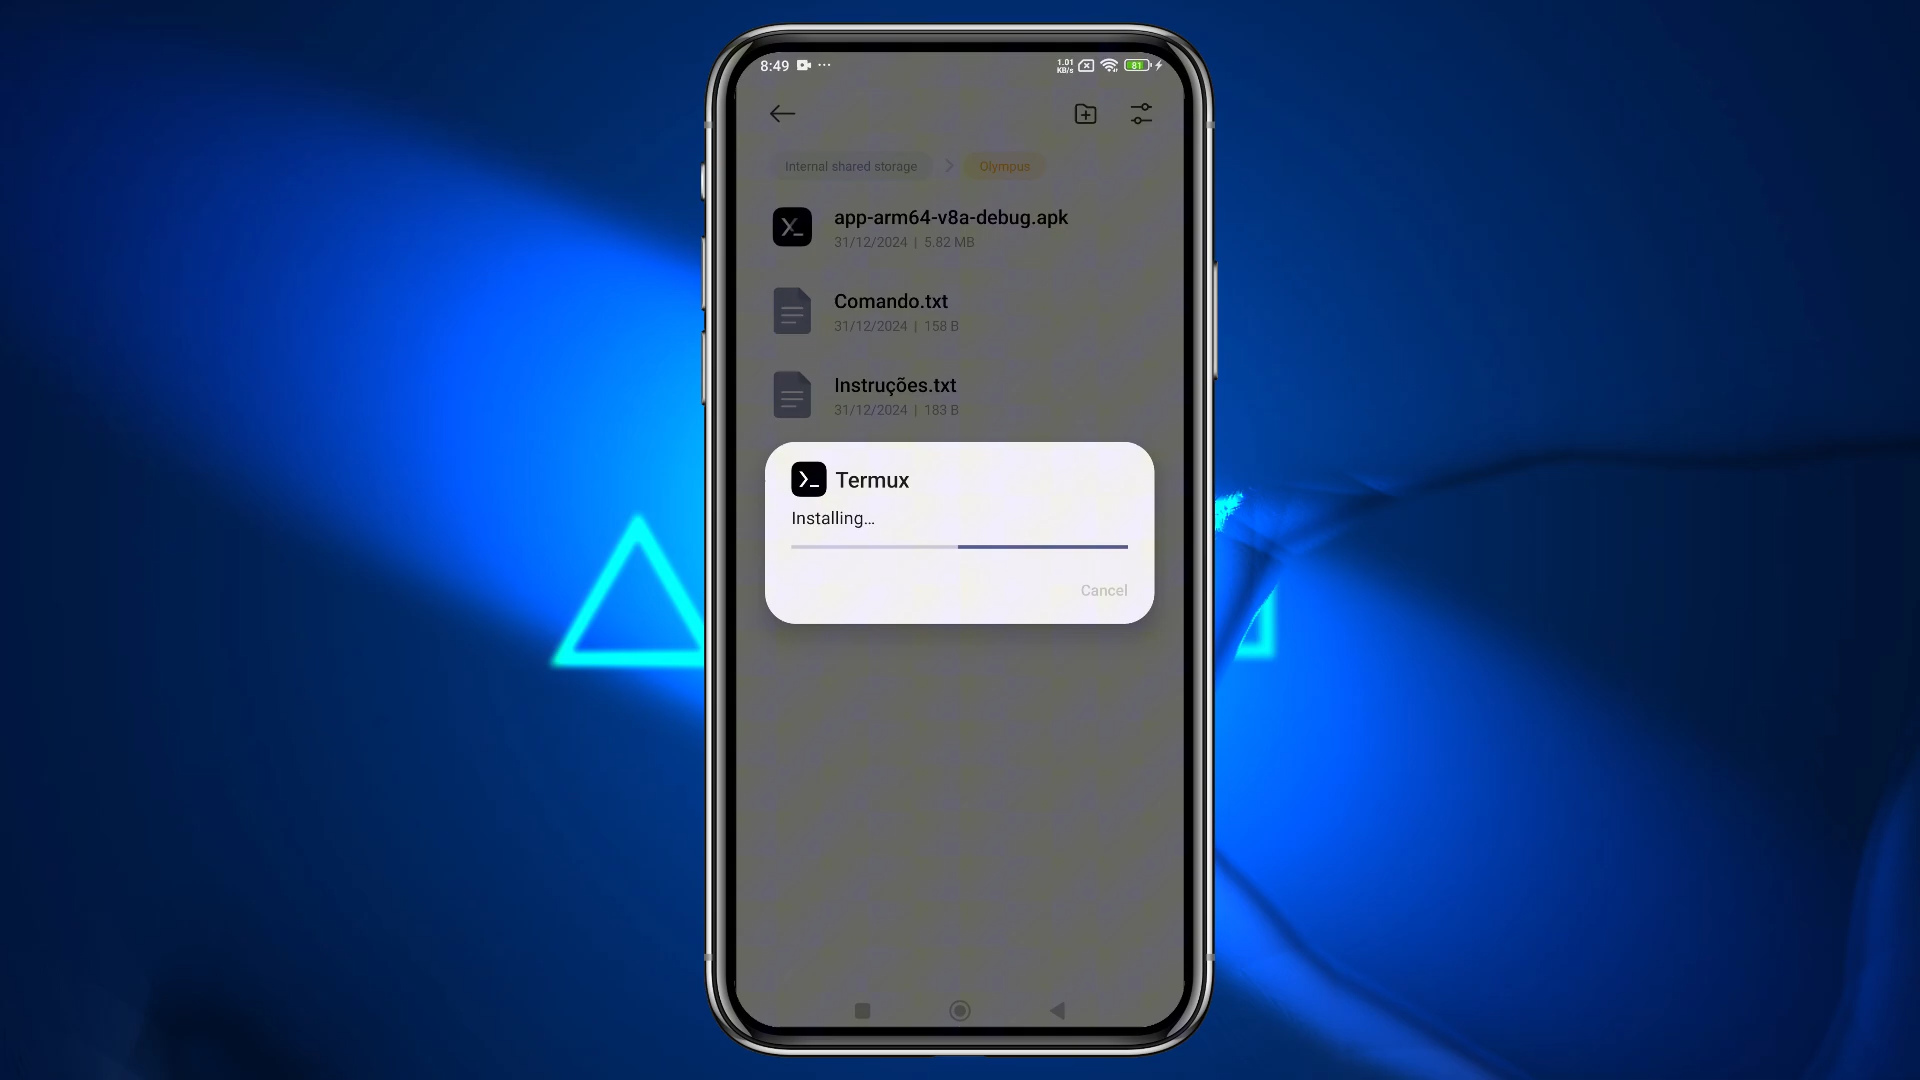 8:49
1.01
KB/s
81
Internal shared storage
Olympus
app-arm64-v8a-debug.apk
31/12/2024 | 5.82 MB
Comando.txt
31/12/2024 | 158 B
Instruções.txt
31/12/2024 | 183 B
Termux
Installing...
Cancel